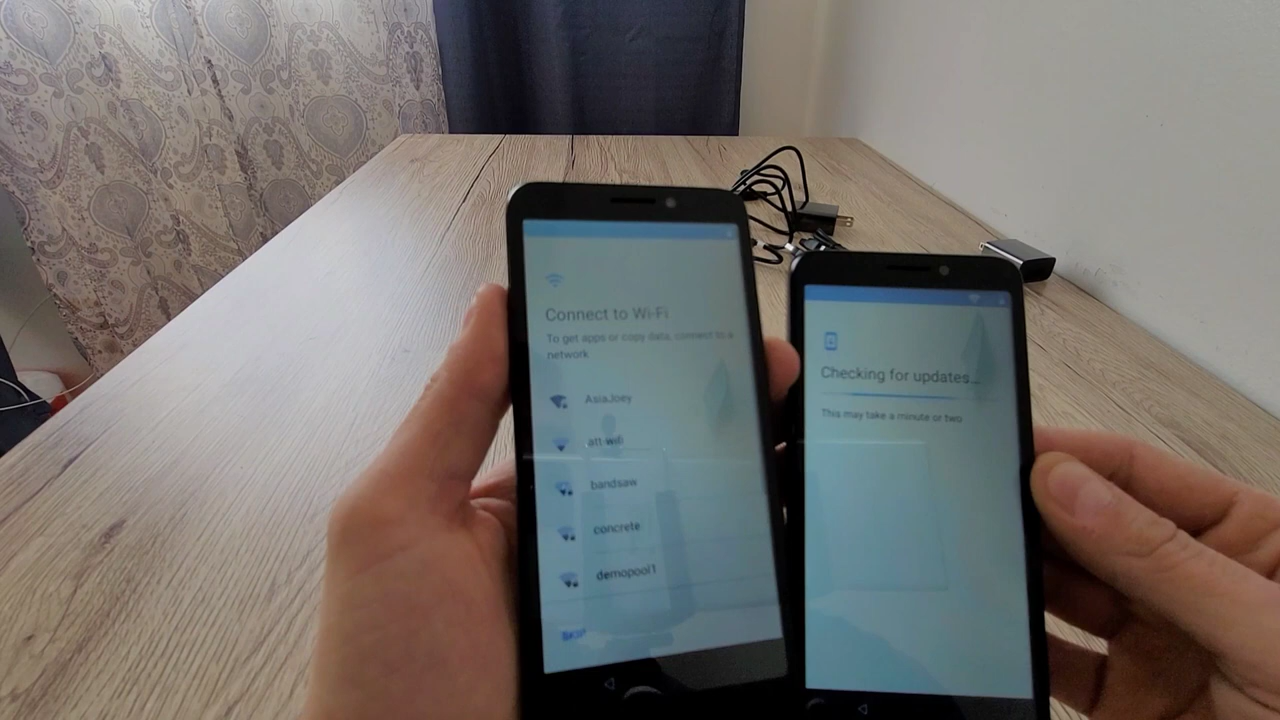 Connect to Wi-Fi
To get apps or copy data, connect to a
network
AsiaJoey
att-wifi
bandsaw
concrete
demopool1
SKIP
Checking for updates...
This may take a minute or two